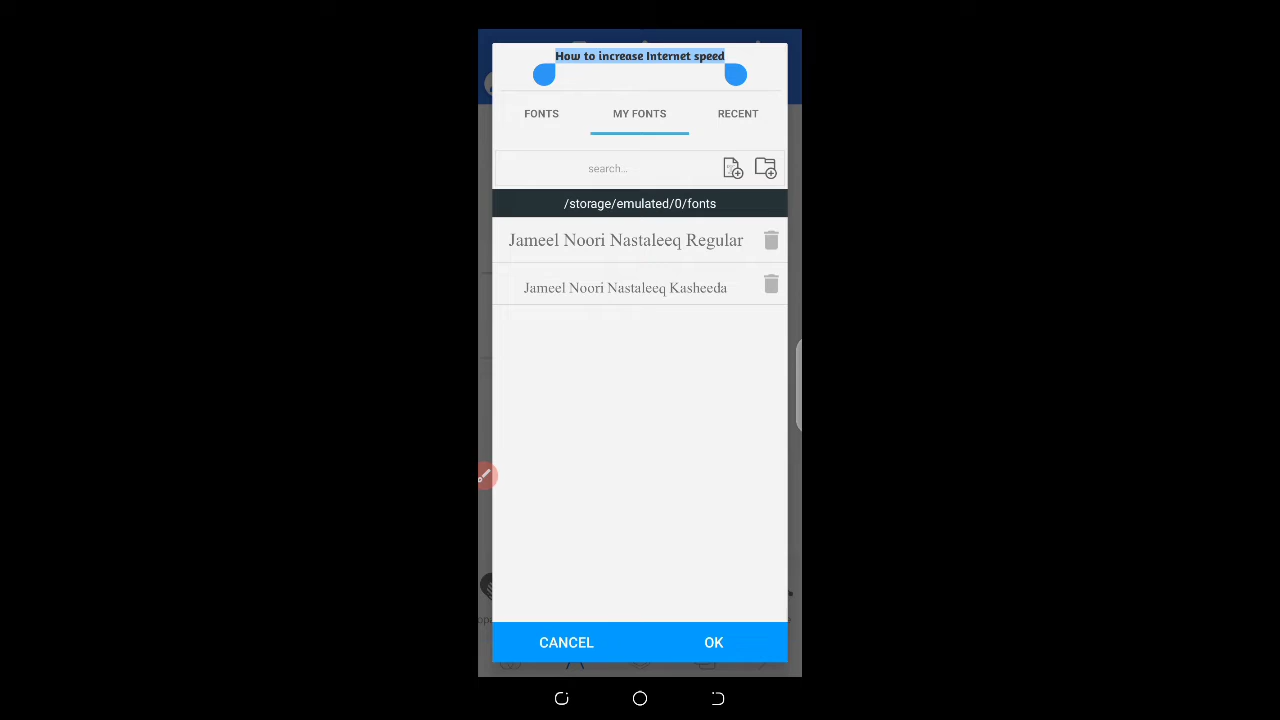 How to increase Internet speed
FONTS MY FONTS RECENT
search...
/storage/emulated/0/fonts
Jameel Noori Nastaleeq Regular
Jameel Noori Nastaleeq Kasheeda
CANCEL OK